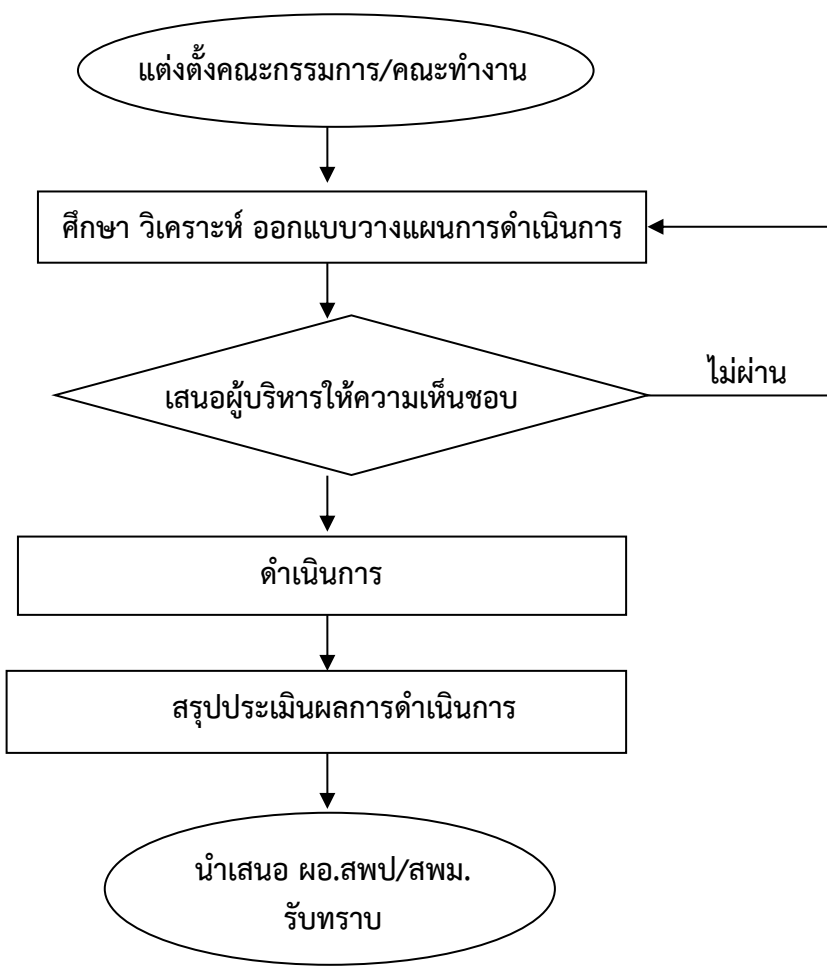 แต่งตั้งคณะกรรมการ/คณะทำงาน
ศึกษา วิเคราะห์ ออกแบบวางแผนการดำเนินการ
ไม่ผ่าน
เสนอผู้บริหารให้ความเห็นชอบ
ดำเนินการ
สรุปประเมินผลการดำเนินการ
นำเสนอ ผอ.สพป/สพม.
รับทราบ